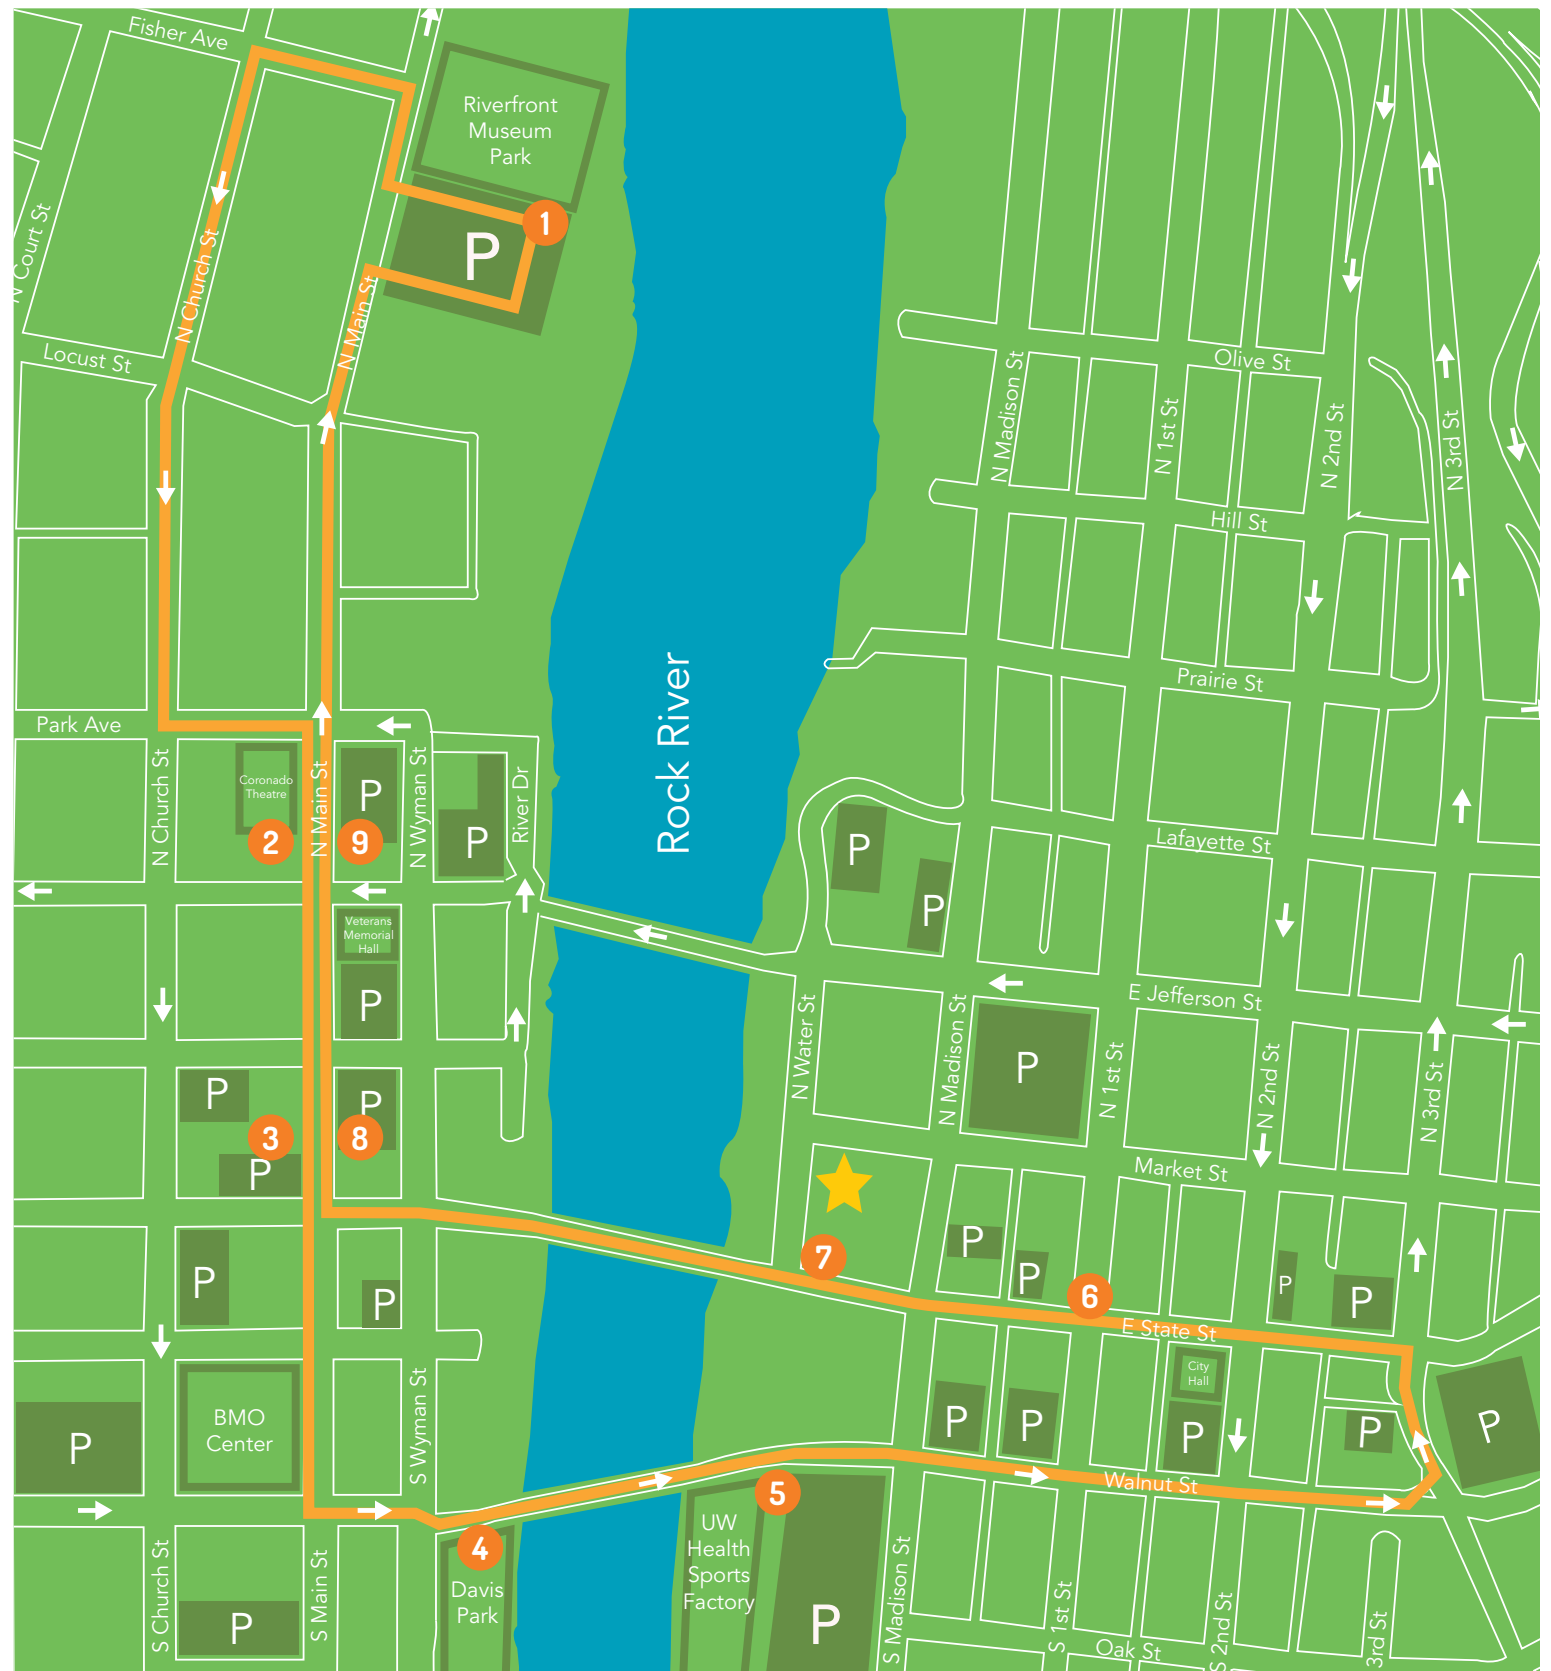 Fisher Ave
Riverfront
Museum
Park
1
P
N Court St
N Church St
N Main St
Locust St
Olive St
N Madison St
N 1st St
N 2nd St
N 3rd St
Hill St
Rock River
Prairie St
Park Ave
Coronado
Theatre
2
N Church St
N Main St
P
9
N Wyman St
P
River Dr
P
P
Lafayette St
Veterans
Memorial
Hall
P
E Jefferson St
N Water St
N Madison St
P
N 1st St
N 2nd St
N 3rd St
P
3
P
P
8
Market St
7
P
P
6
P
P
P
P
E State St
City
Hall
P
P
P
P
P
P
BMO
Center
S Wyman St
Walnut St
5
4
UW
Health
Sports
Factory
P
Davis
Park
S Church St
P
S Main St
S Madison St
S 1st St
Oak St
S 2nd St
3rd St